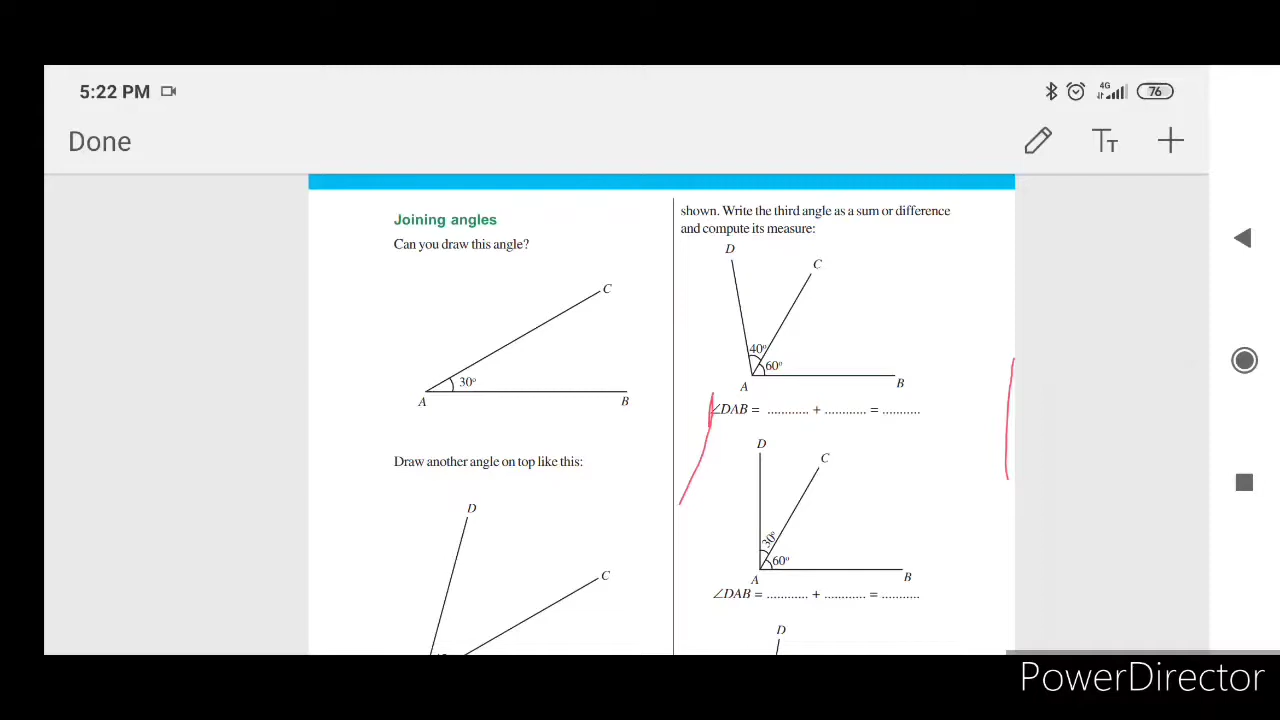 5:22 PM
4G
76
Done
TT
Joining angles
Can you draw this angle?
C
30°
A
B
Draw another angle on top like this:
D
C
shown. Write the third angle as a sum or difference
and compute its measure:
D
C
40°
60°
A
B
∠DAB = ........... + ........... = ..........
D
C
30°
60°
A
B
∠DAB = ........... + ........... = ..........
D
PowerDirector